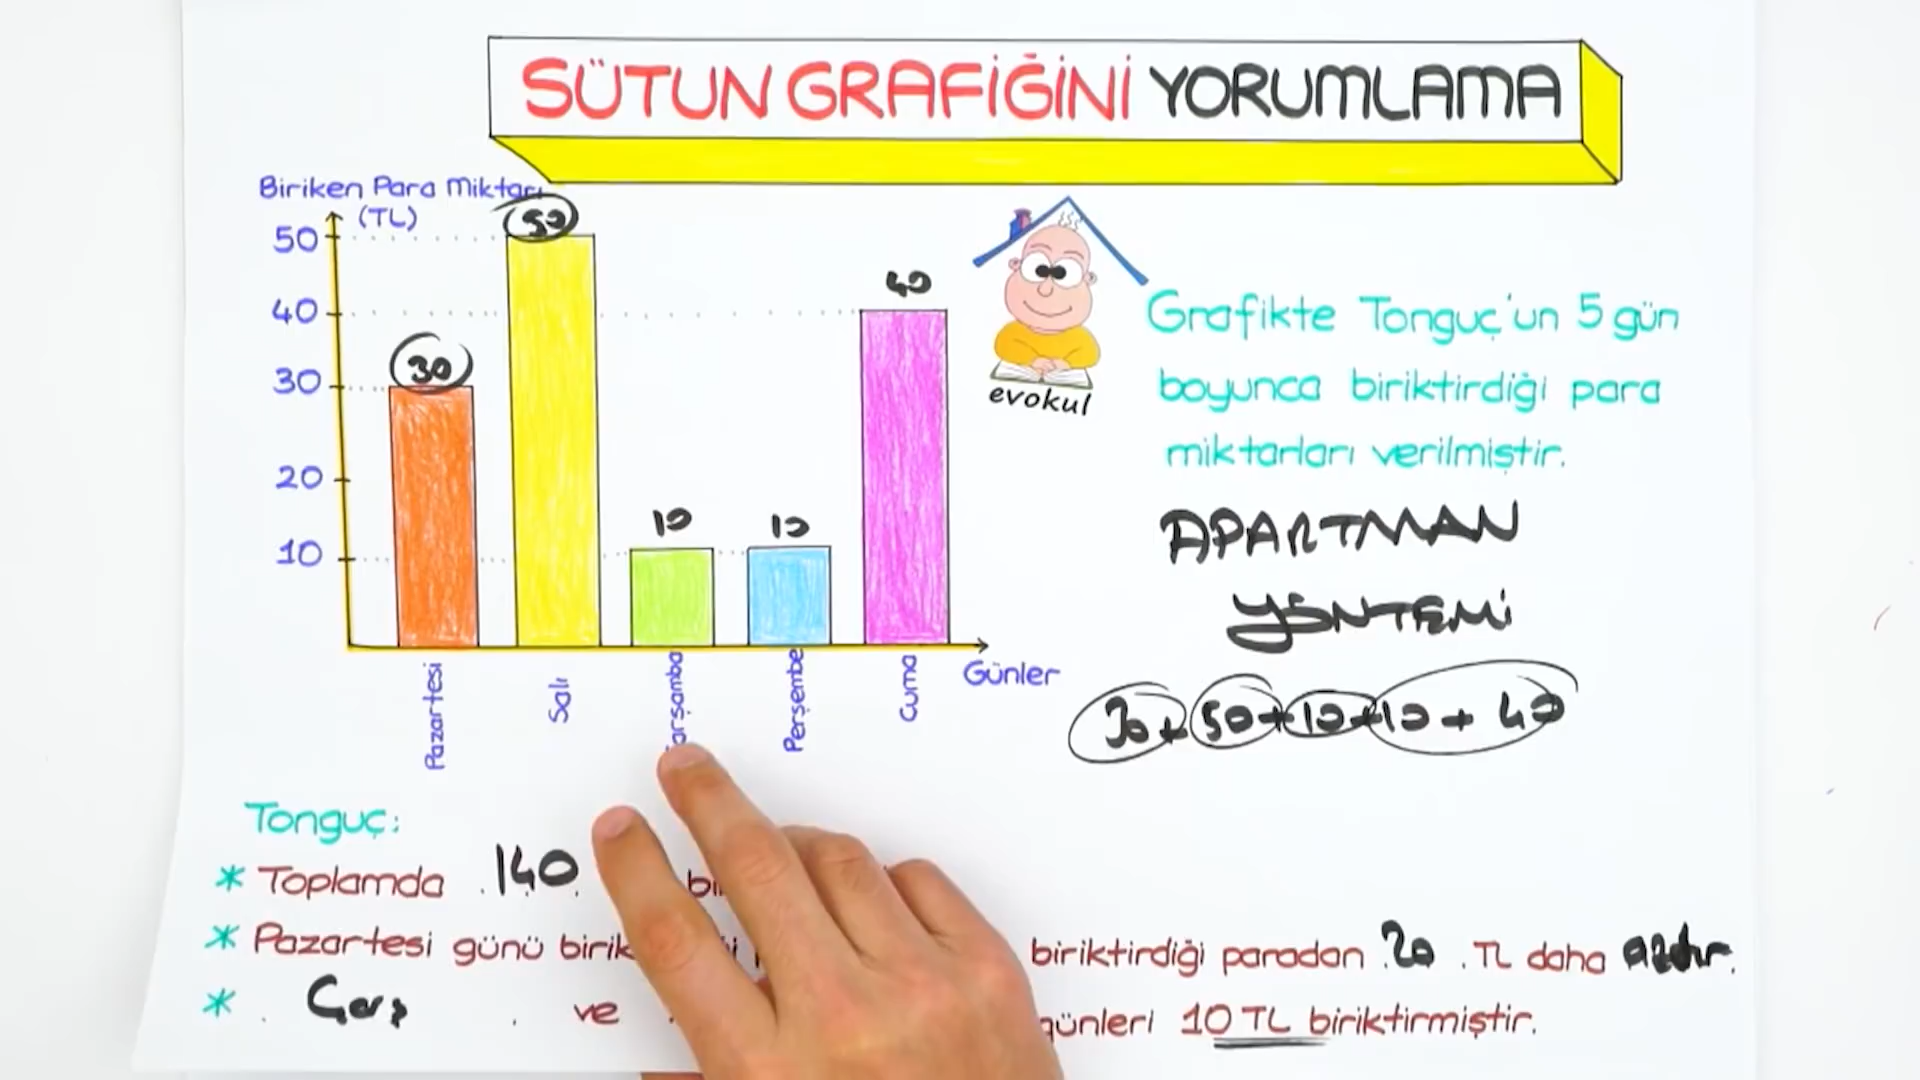 SÜTUN GRAFİĞİNİ YORUMLAMA
Biriken Para Miktarı
(TL)
50
40
30
20
10
30
50
10
10
40
Pazartesi
Salı
Perşembe
Cuma
Günler
evokul
Grafikte Tonguç'un 5 gün
boyunca biriktirdiği para
miktarları verilmiştir.
APARTMAN
YÖNTEMİ
30+50+10+10+40
Tonguç:
* Toplamda 140
* Pazartesi günü biriktirdiği paradan 20 TL daha azdır.
* Çarş ve günleri 10 TL biriktirmiştir.